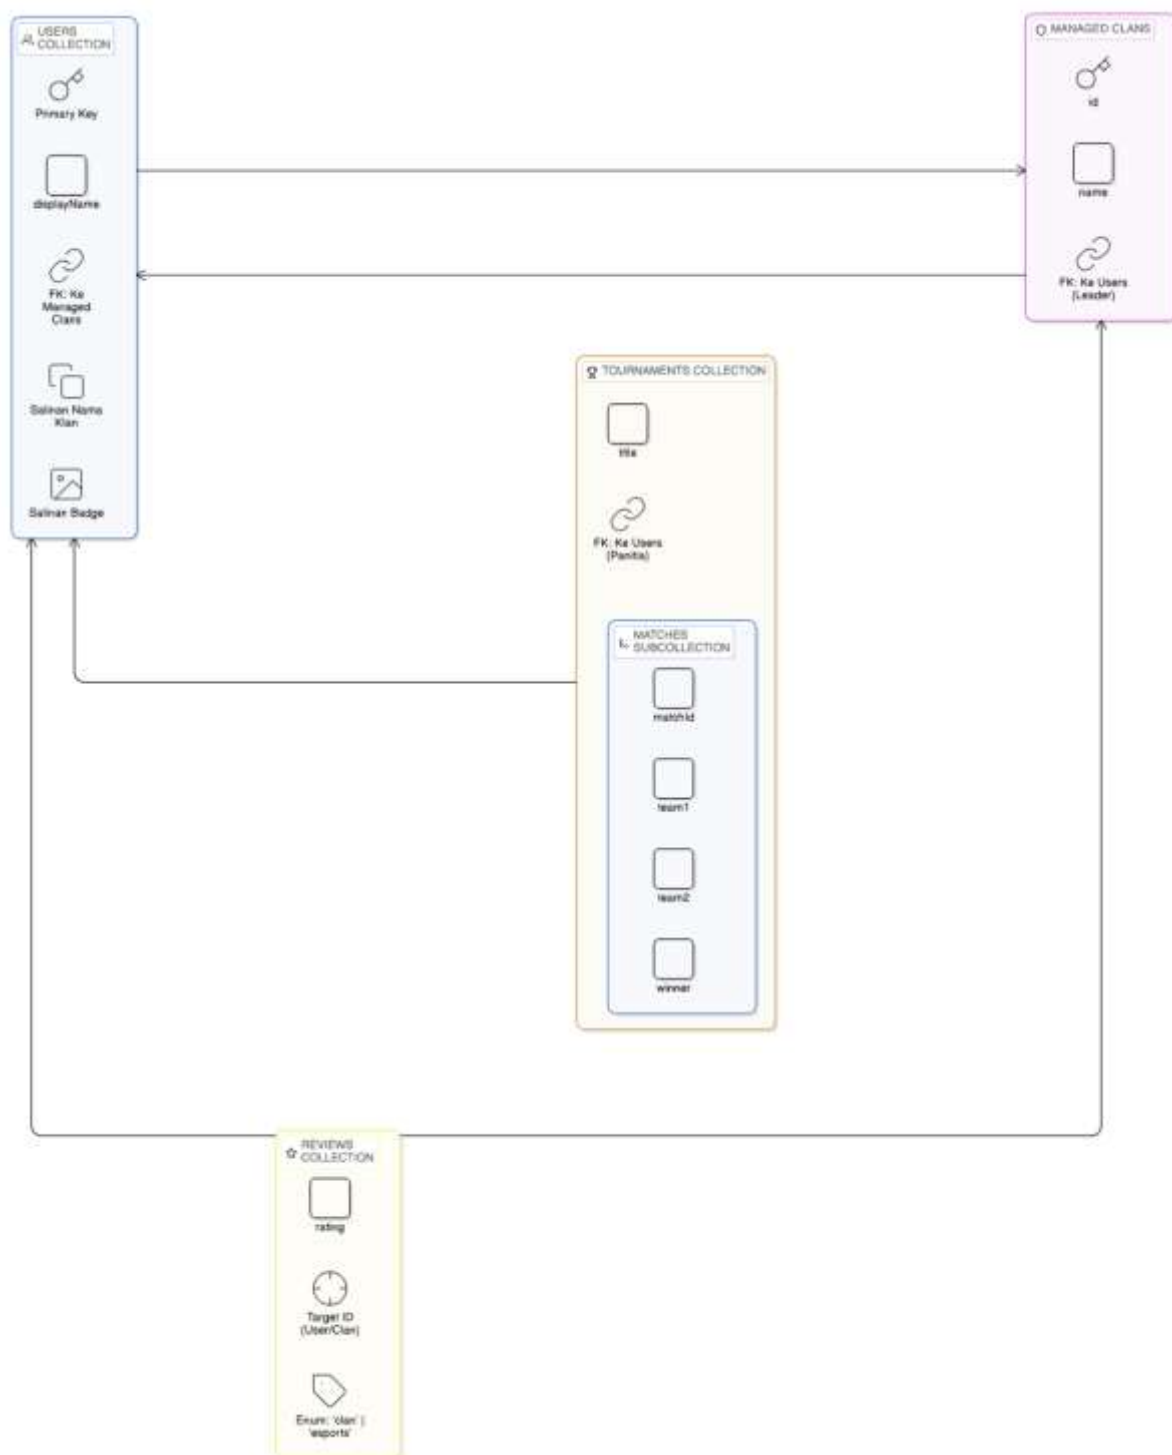 USERS
COLLECTION
Primary Key
displayName
FK: Ke
Managed
Clans
Salinan Nama
Klan
Salinan Badge
MANAGED CLANS
id
name
FK: Ke Users
(Leader)
TOURNAMENTS COLLECTION
title
FK: Ke Users
(Panitia)
MATCHES
SUBCOLLECTION
matchId
team1
team2
winner
REVIEWS
COLLECTION
rating
Target ID
(User/Clan)
Enum: 'clan' |
'esports'